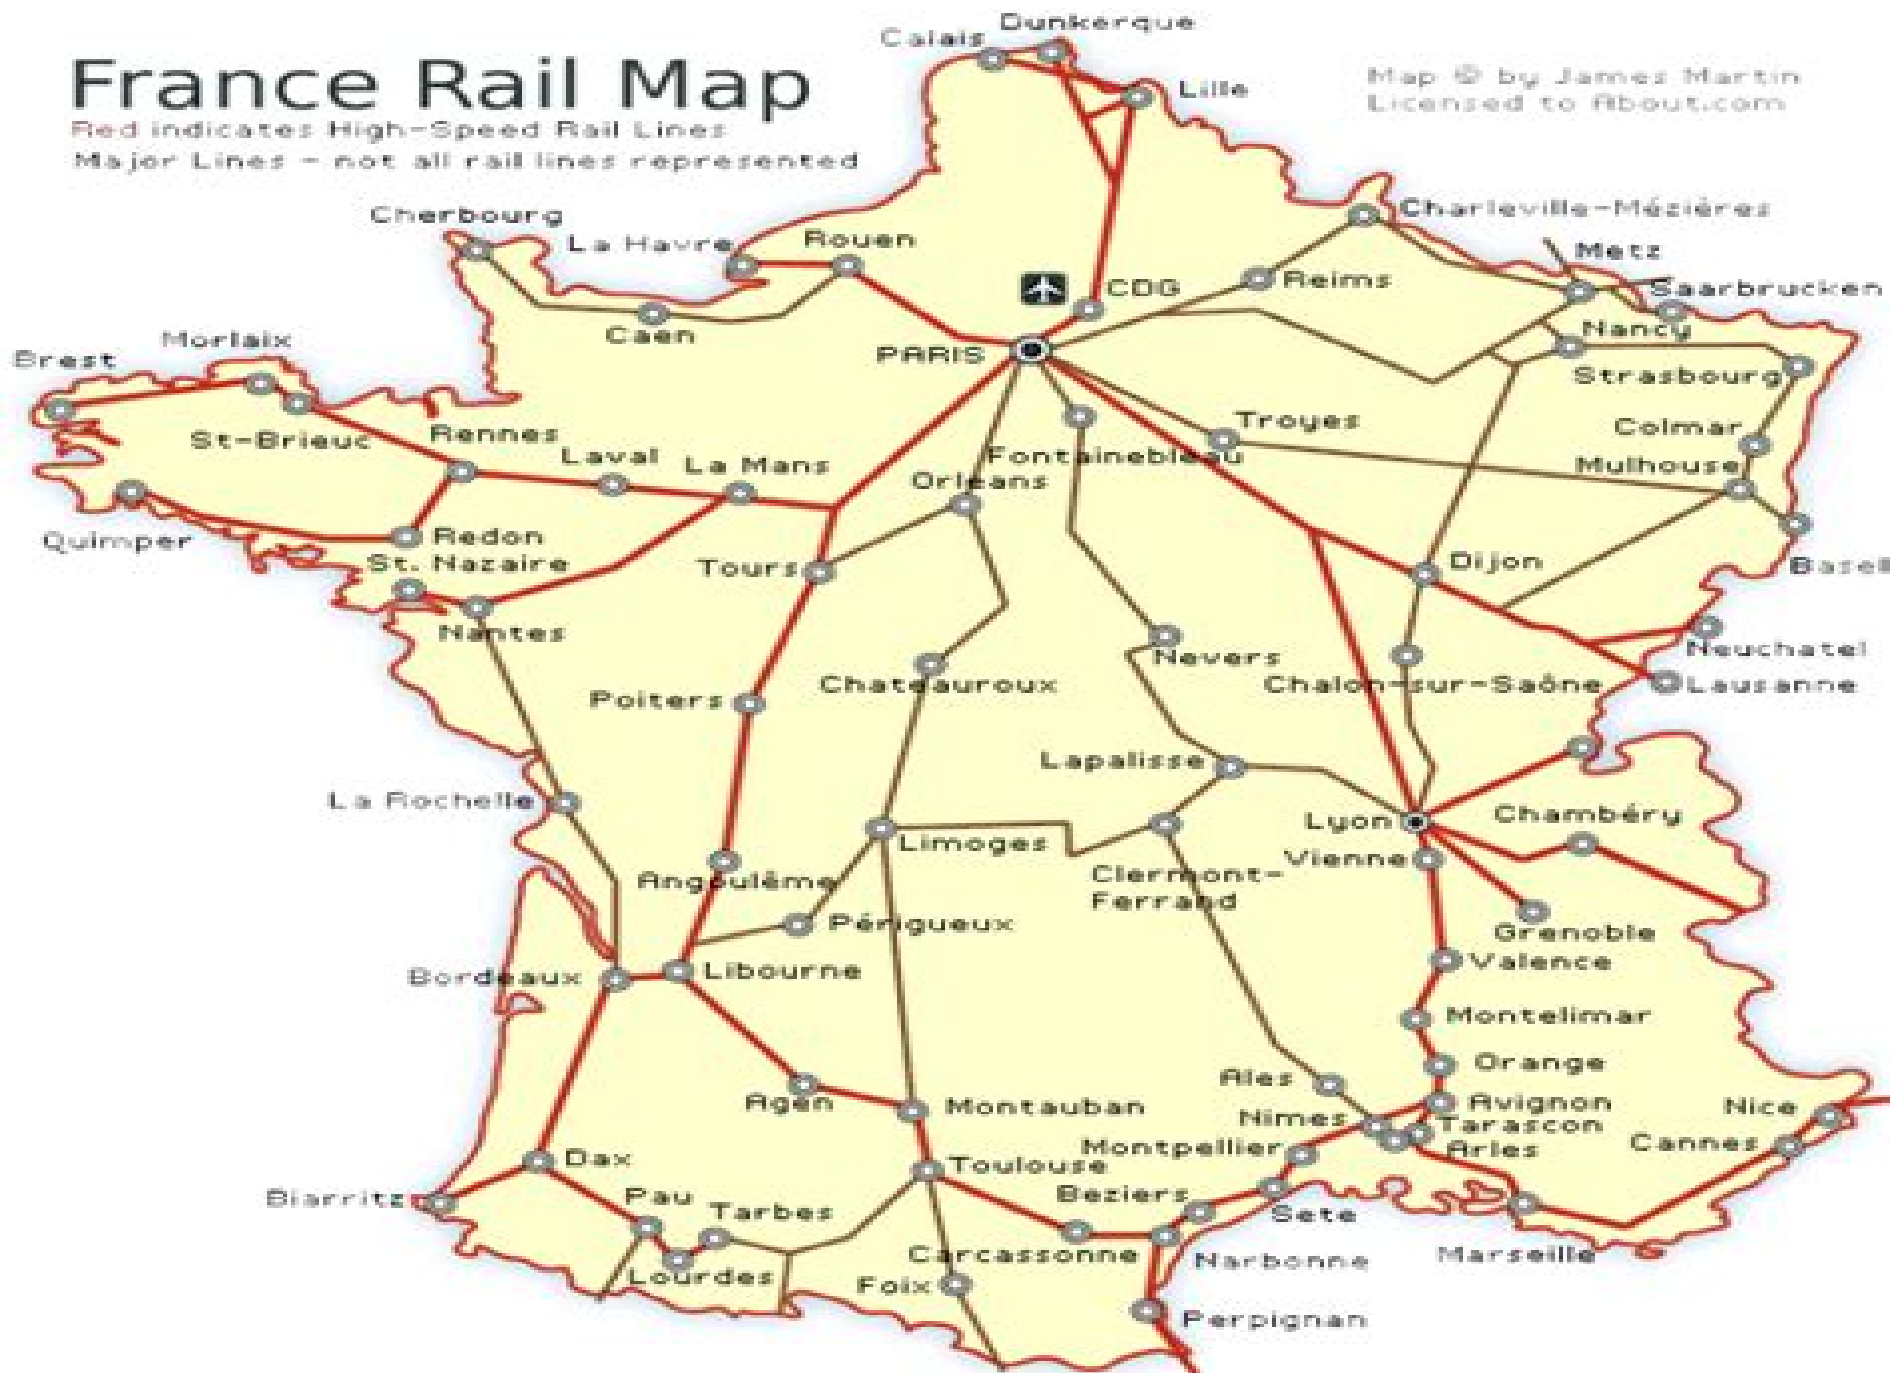 Dunkerque
Calais
France Rail Map
Map © by James Martin
Licensed to About.com
Lille
Red indicates High-Speed Rail Lines
Major Lines - not all rail lines represented
Cherbourg
La Havre
Rouen
Charleville-Mézières
Metz
CDG
Reims
Saarbrucken
Caen
Nancy
Morlaix
Brest
PARIS
Strasbourg
Troyes
Colmar
St-Brieuc
Rennes
Laval
La Mans
Fontainebleau
Mulhouse
Orleans
Quimper
Redon
St. Nazaire
Tours
Dijon
Basel
Nantes
Nevers
Neuchatel
Chateauroux
Chalon-sur-Saône
Lausanne
Poiters
Lapalisse
La Rochelle
Limoges
Lyon
Chambéry
Vienne
Angoulême
Clermont-
Ferrand
Périgueux
Grenoble
Bordeaux
Libourne
Valence
Montelimar
Orange
Ales
Agen
Montauban
Nimes
Avignon
Nice
Tarascon
Montpellier
Arles
Cannes
Dax
Toulouse
Biarritz
Pau
Tarbes
Beziers
Sete
Carcassonne
Narbonne
Marseille
Lourdes
Foix
Perpignan